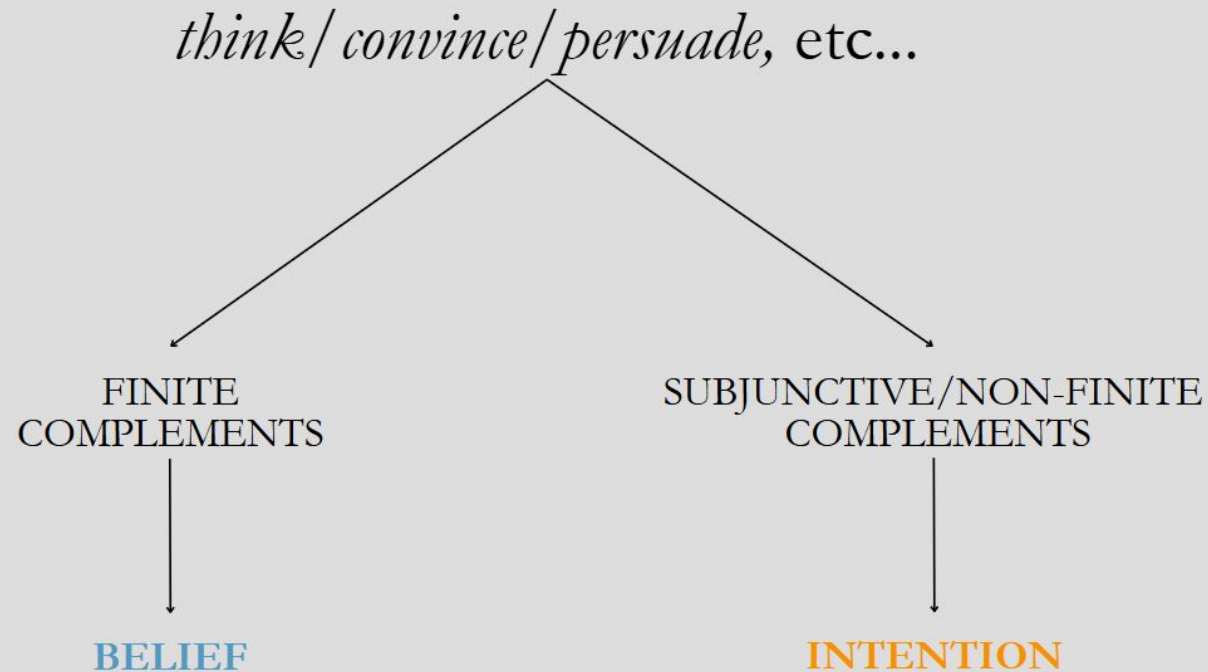 think/convince/persuade, etc...
FINITE
COMPLEMENTS
SUBJUNCTIVE/NON-FINITE
COMPLEMENTS
BELIEF
INTENTION